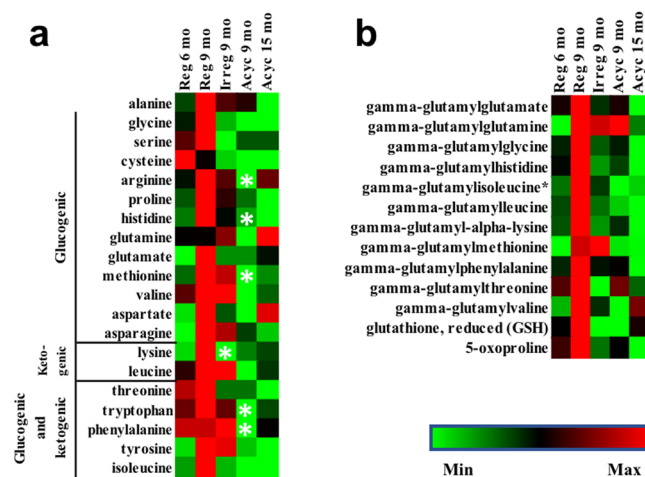 a
Reg 6 mo
Reg 9 mo
Irreg 9 mo
Acyc 9 mo
Acyc 15 mo
alanine
glycine
serine
cysteine
arginine
*
proline
histidine
*
glutamine
glutamate
methionine
*
valine
aspartate
asparagine
lysine
*
leucine
threonine
tryptophan
*
phenylalanine
*
tyrosine
isoleucine
Glucogenic
Keto-
genic
Glucogenic
and
ketogenic
b
Reg 6 mo
Reg 9 mo
Irreg 9 mo
Acyc 9 mo
Acyc 15 mo
gamma-glutamylglutamate
gamma-glutamylglutamine
gamma-glutamylglycine
gamma-glutamylhistidine
gamma-glutamylisoleucine*
gamma-glutamylleucine
gamma-glutamyl-alpha-lysine
gamma-glutamylmethionine
gamma-glutamylphenylalanine
gamma-glutamylthreonine
gamma-glutamylvaline
glutathione, reduced (GSH)
5-oxoproline
Min Max